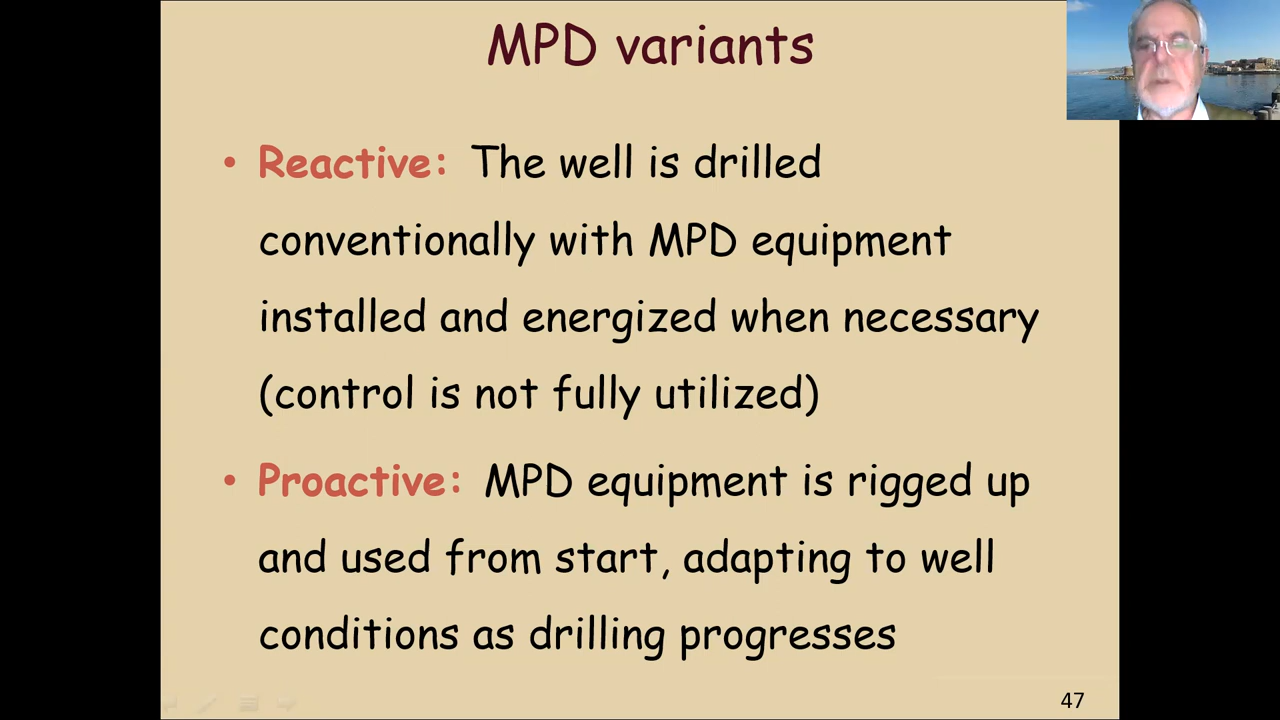 MPD variants
• Reactive: The well is drilled
conventionally with MPD equipment
installed and energized when necessary
(control is not fully utilized)
• Proactive: MPD equipment is rigged up
and used from start, adapting to well
conditions as drilling progresses
47